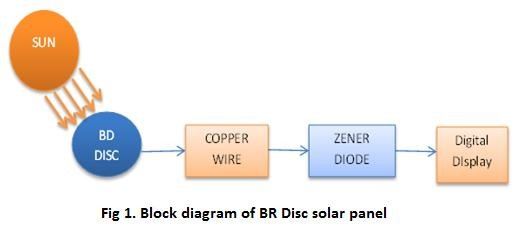 SUN
BD
DISC
COPPER
WIRE
ZENER
DIODE
Digital
DIsplay
Fig 1. Block diagram of BR Disc solar panel